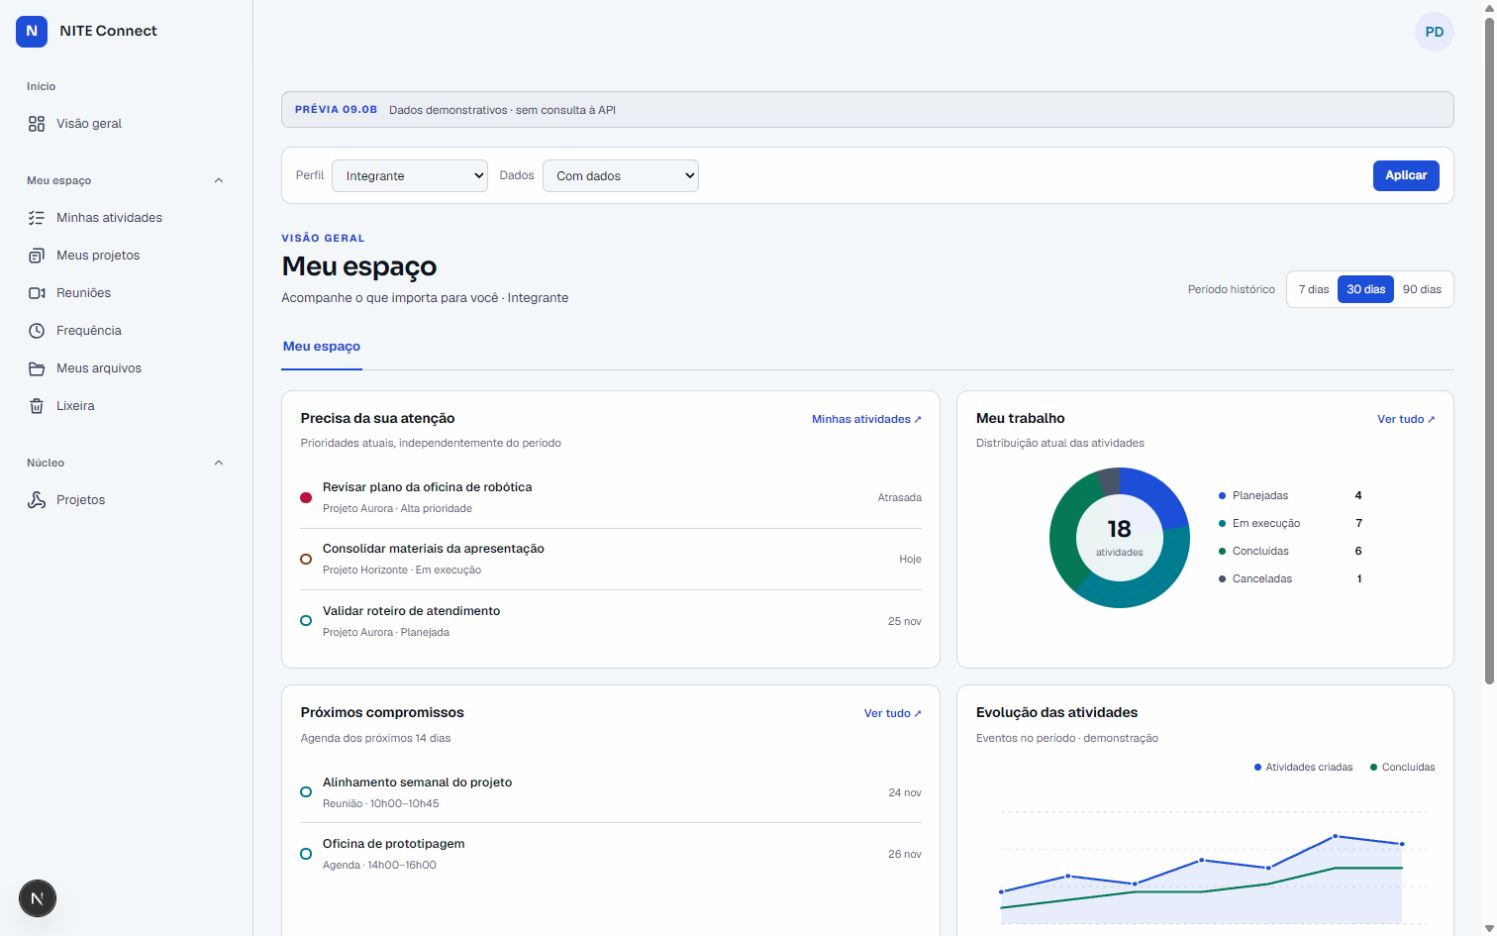 N NITE Connect
PD
Início
Visão geral
Meu espaço
Minhas atividades
Meus projetos
Reuniões
Frequência
Meus arquivos
Lixeira
Núcleo
Projetos
N
PRÉVIA 09.0B Dados demonstrativos · sem consulta à API
Perfil Integrante Dados Com dados Aplicar
VISÃO GERAL
Meu espaço
Acompanhe o que importa para você · Integrante
Período histórico 7 dias 30 dias 90 dias
Meu espaço
Precisa da sua atenção Minhas atividades ↗
Prioridades atuais, independentemente do período
Revisar plano da oficina de robótica
Projeto Aurora · Alta prioridade
Atrasada
Consolidar materiais da apresentação
Projeto Horizonte · Em execução
Hoje
Validar roteiro de atendimento
Projeto Aurora · Planejada
25 nov
Meu trabalho Ver tudo ↗
Distribuição atual das atividades
18
atividades
Planejadas 4
Em execução 7
Concluídas 6
Canceladas 1
Próximos compromissos Ver tudo ↗
Agenda dos próximos 14 dias
Alinhamento semanal do projeto
Reunião · 10h00–10h45
24 nov
Oficina de prototipagem
Agenda · 14h00–16h00
26 nov
Evolução das atividades
Eventos no período · demonstração
Atividades criadas Concluídas